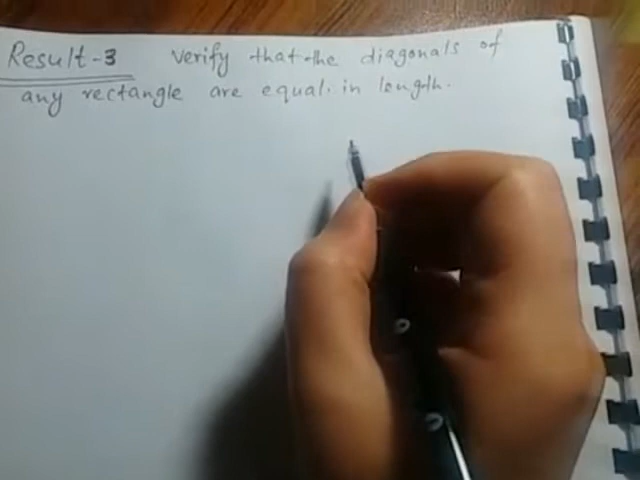 Result-3 Verify that the diagonals of
any rectangle are equal. in length.